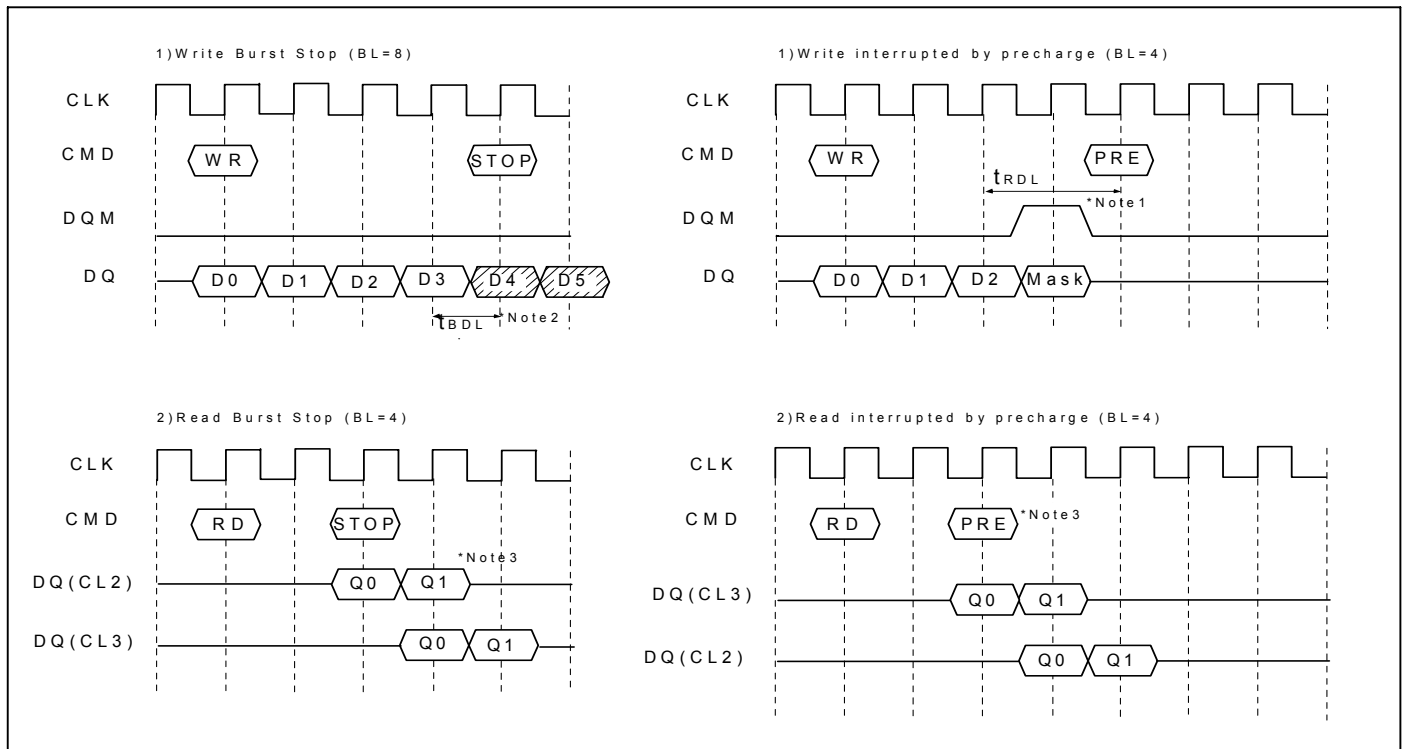 1)Write Burst Stop (BL=8)
CLK
CMD WR STOP
DQM
DQ D0 D1 D2 D3 D4 D5
tBDL *Note2
1)Write interrupted by precharge (BL=4)
CLK
CMD WR PRE
tRDL *Note1
DQM
DQ D0 D1 D2 Mask
2)Read Burst Stop (BL=4)
CLK
CMD RD STOP
*Note3
DQ(CL2) Q0 Q1
DQ(CL3) Q0 Q1
2)Read interrupted by precharge (BL=4)
CLK
CMD RD PRE *Note3
DQ(CL3) Q0 Q1
DQ(CL2) Q0 Q1